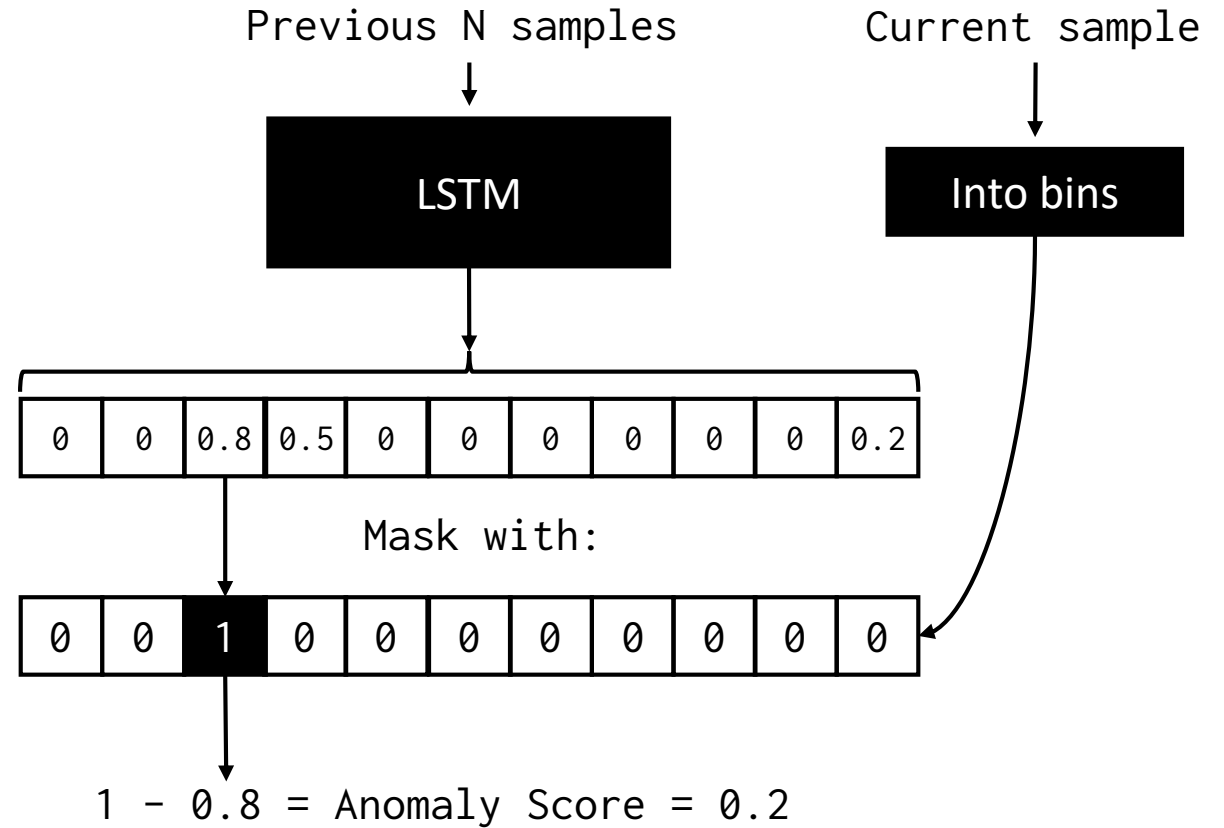 Previous N samples
Current sample
LSTM
Into bins
0 0 0.8 0.5 0 0 0 0 0 0 0.2
Mask with:
0 0 1 0 0 0 0 0 0 0 0
1 - 0.8 = Anomaly Score = 0.2